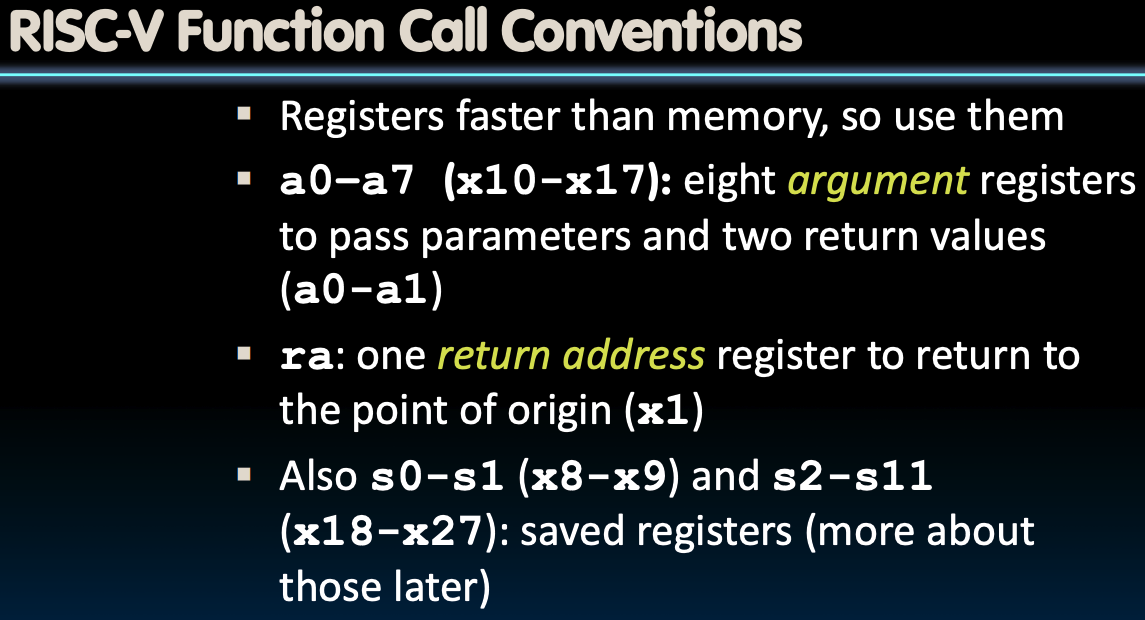 RISC-V Function Call Conventions
▪ Registers faster than memory, so use them
▪ a0–a7 (x10-x17): eight argument registers
to pass parameters and two return values
(a0-a1)
▪ ra: one return address register to return to
the point of origin (x1)
▪ Also s0-s1 (x8-x9) and s2-s11
(x18-x27): saved registers (more about
those later)